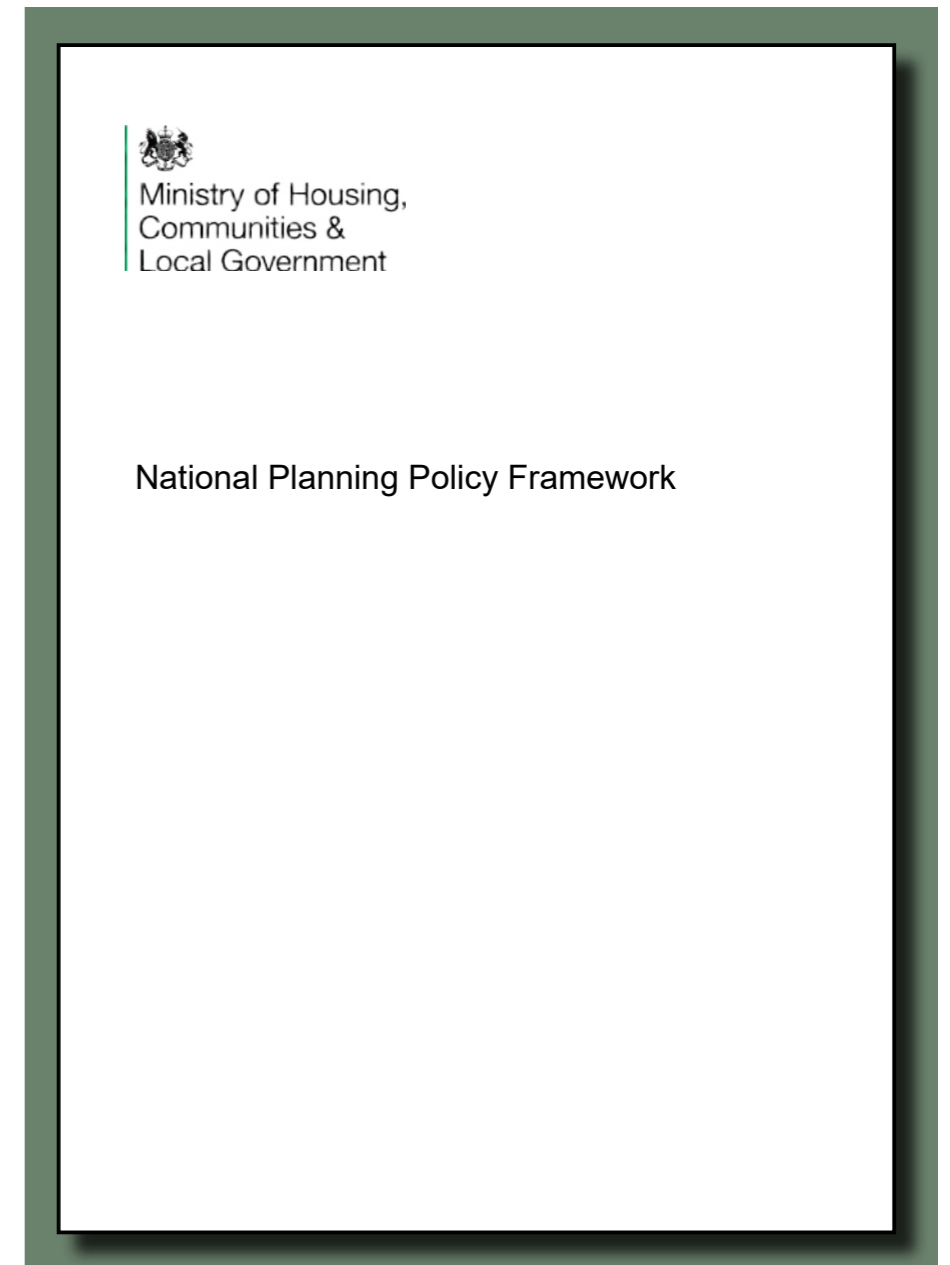 Ministry of Housing,
Communities &
Local Government
National Planning Policy Framework